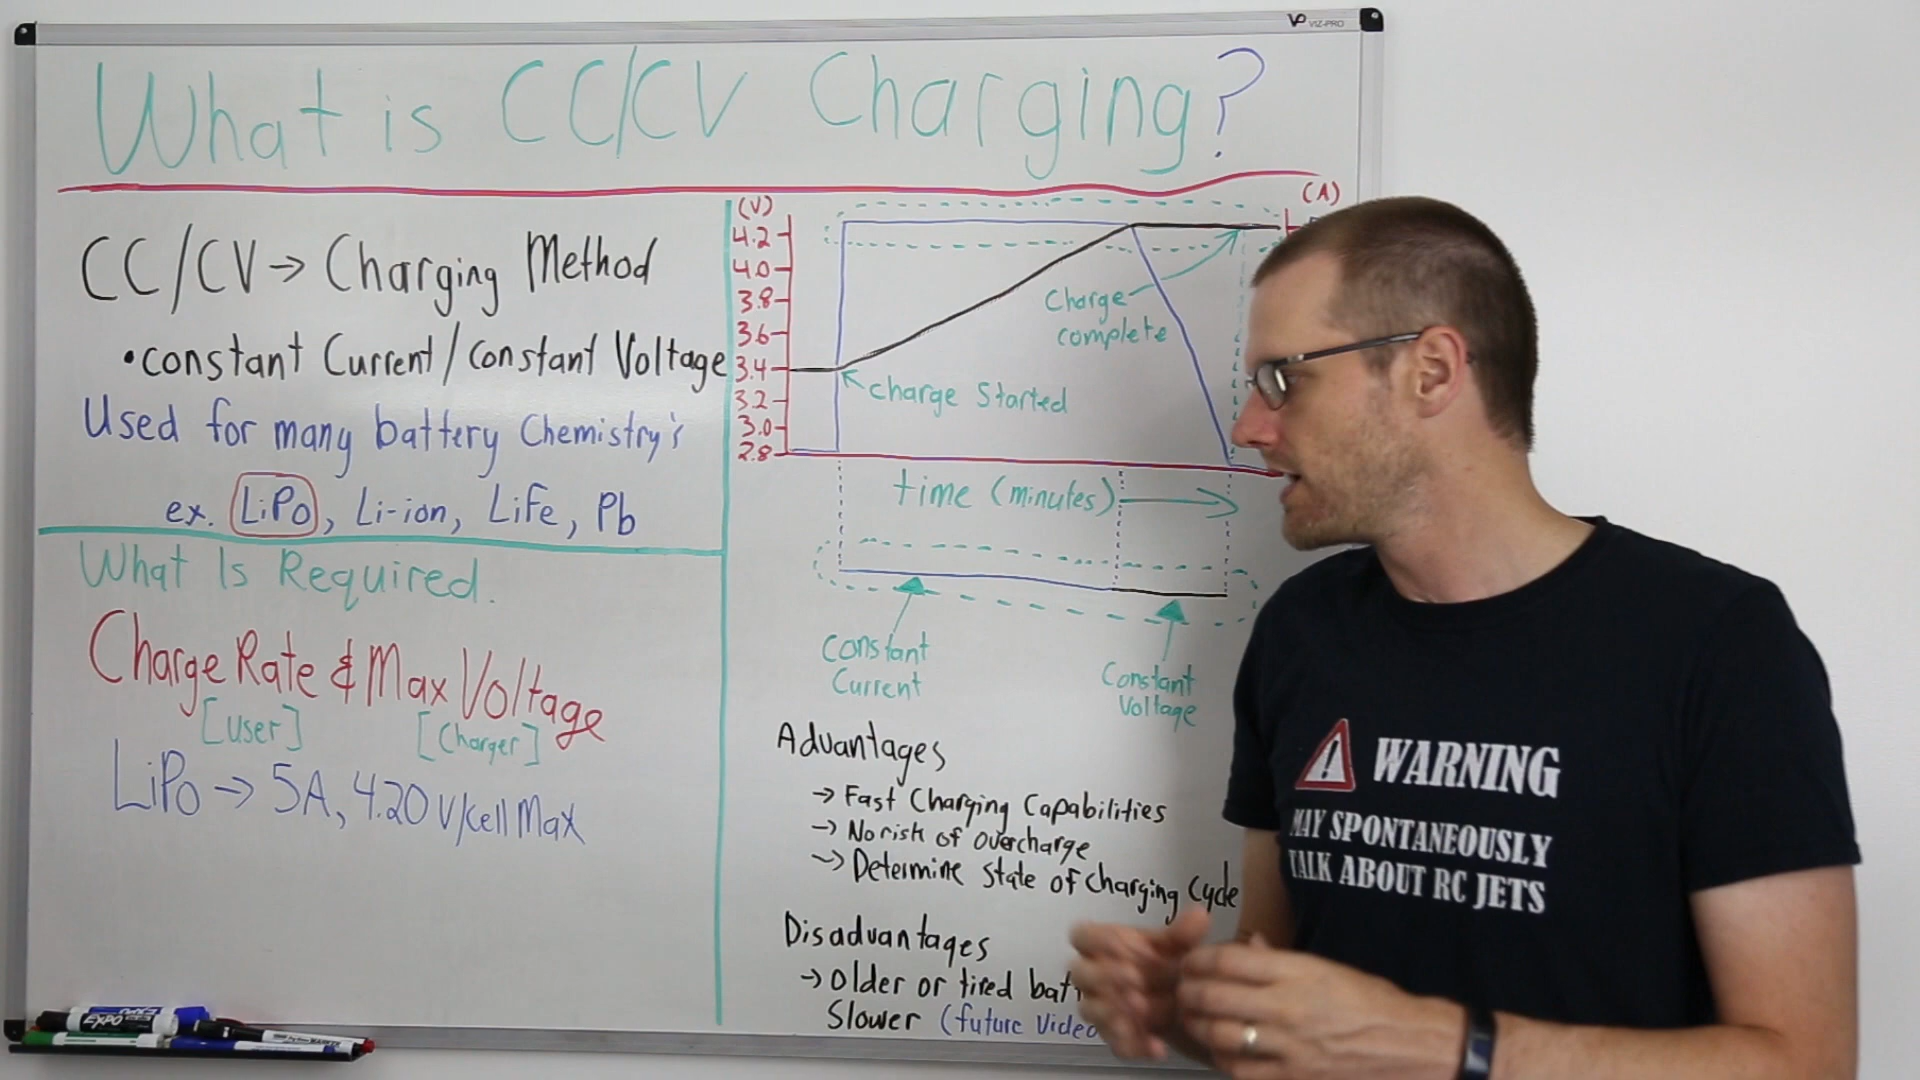 VIZ-PRO
What is CC/CV Charging?
CC/CV → Charging Method
• constant Current/constant Voltage
Used for many battery Chemistry's
ex. LiPo, Li-ion, LiFe, Pb
What Is Required.
Charge Rate & Max Voltage
[User] [Charger]
LiPo → 5A, 4.20 V/cell Max
(V)
(A)
4.2
4.0
3.8
3.6
3.4
3.2
3.0
2.8
Charge
complete
Charge Started
time (minutes)
Constant
Current
Constant
Voltage
Advantages
→ Fast Charging Capabilities
→ No risk of overcharge
→ Determine State of Charging Cycle
Disadvantages
→ Older or tired
Slower (future Video
WARNING
MAY SPONTANEOUSLY
TALK ABOUT RC JETS
EXPO